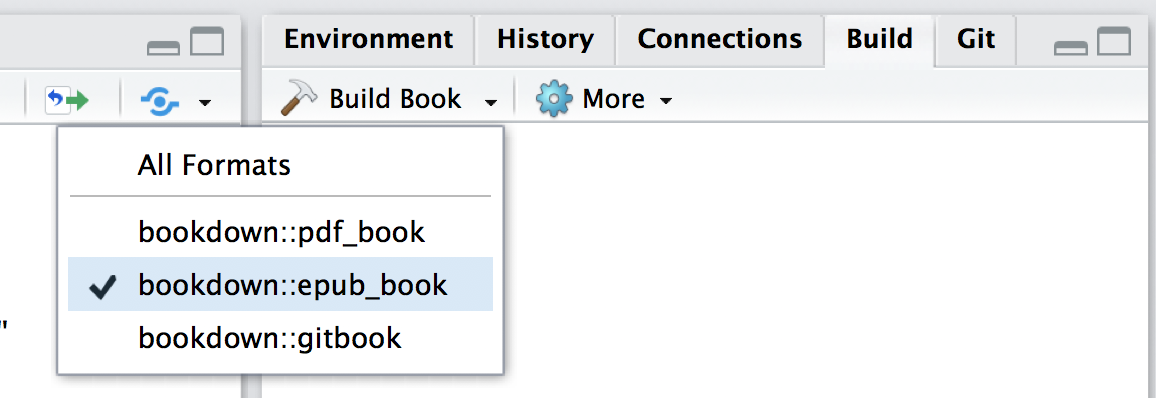 Environment History Connections Build Git
Build Book More
All Formats
bookdown::pdf_book
bookdown::epub_book
bookdown::gitbook
"